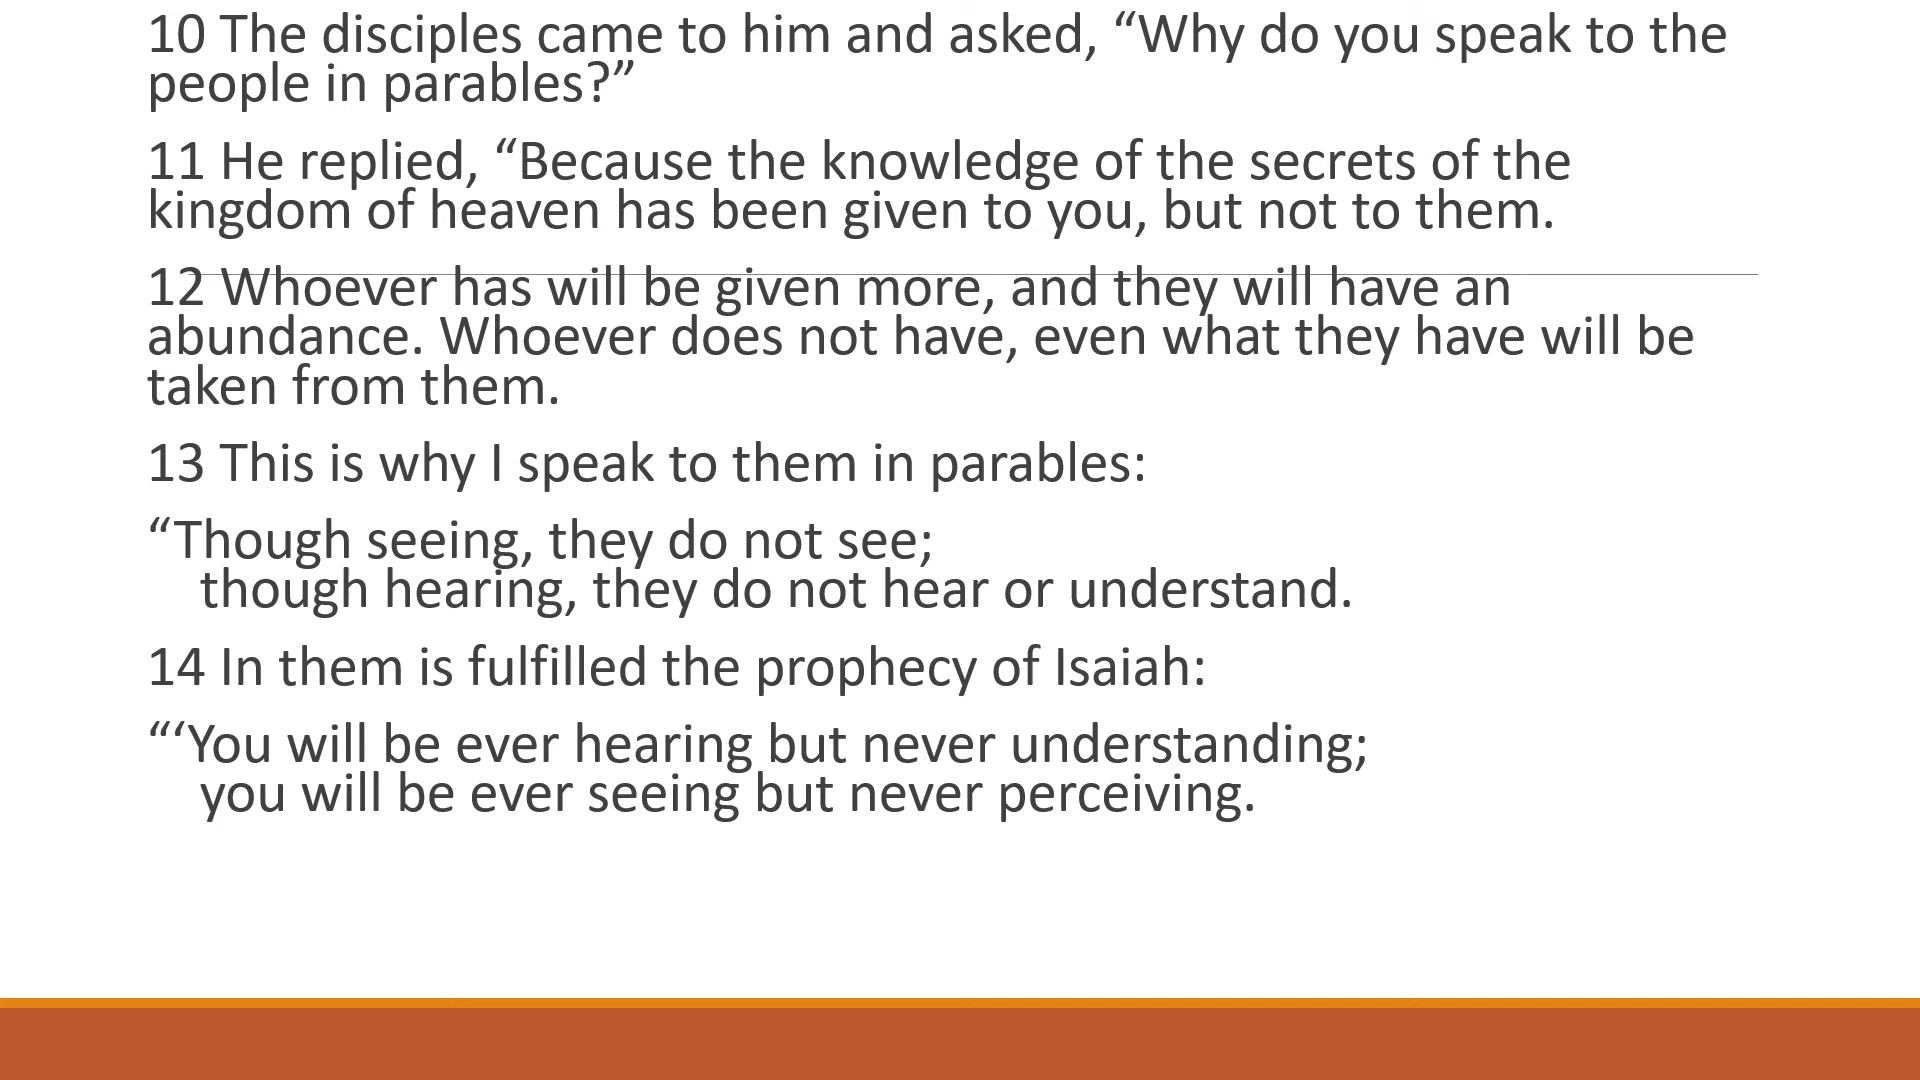 10 The disciples came to him and asked, “Why do you speak to the
people in parables?”
11 He replied, “Because the knowledge of the secrets of the
kingdom of heaven has been given to you, but not to them.
12 Whoever has will be given more, and they will have an
abundance. Whoever does not have, even what they have will be
taken from them.
13 This is why I speak to them in parables:
“Though seeing, they do not see;
though hearing, they do not hear or understand.
14 In them is fulfilled the prophecy of Isaiah:
“‘You will be ever hearing but never understanding;
you will be ever seeing but never perceiving.